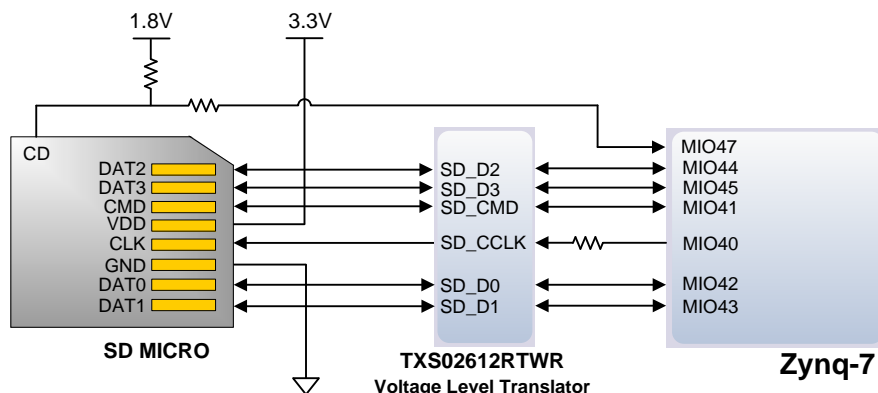 1.8V
3.3V
CD
DAT2
DAT3
CMD
VDD
CLK
GND
DAT0
DAT1
SD MICRO
SD_D2
SD_D3
SD_CMD
SD_CCLK
SD_D0
SD_D1
TXS02612RTWR
Voltage Level Translator
MIO47
MIO44
MIO45
MIO41
MIO40
MIO42
MIO43
Zynq-7